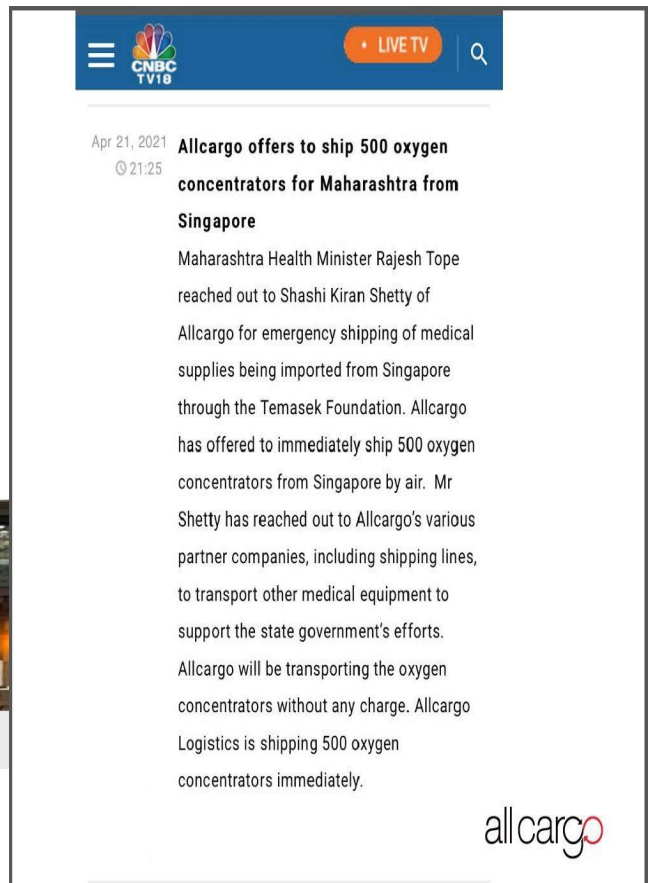 CNBC
TV18
• LIVE TV
Apr 21, 2021
21:25
Allcargo offers to ship 500 oxygen
concentrators for Maharashtra from
Singapore
Maharashtra Health Minister Rajesh Tope
reached out to Shashi Kiran Shetty of
Allcargo for emergency shipping of medical
supplies being imported from Singapore
through the Temasek Foundation. Allcargo
has offered to immediately ship 500 oxygen
concentrators from Singapore by air.  Mr
Shetty has reached out to Allcargo's various
partner companies, including shipping lines,
to transport other medical equipment to
support the state government's efforts.
Allcargo will be transporting the oxygen
concentrators without any charge. Allcargo
Logistics is shipping 500 oxygen
concentrators immediately.
allcargo